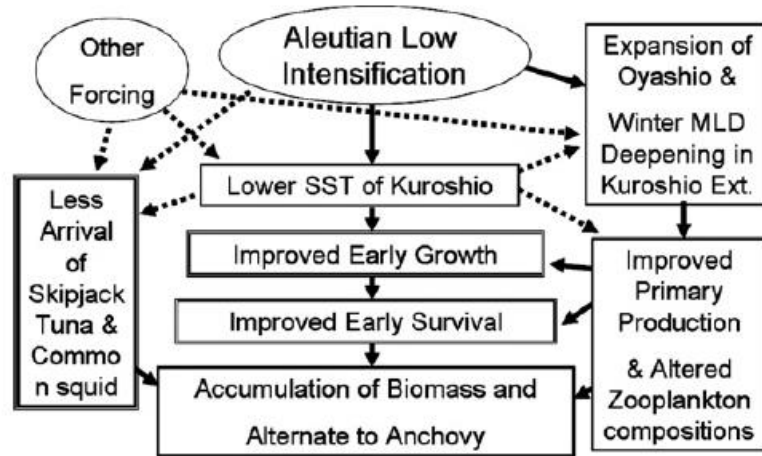 Other
Forcing
Aleutian Low
Intensification
Expansion of
Oyashio &
Winter MLD
Deepening in
Kuroshio Ext.
Lower SST of Kuroshio
Less
Arrival
of
Skipjack
Tuna &
Commo
n squid
Improved Early Growth
Improved Early Survival
Improved
Primary
Production
& Altered
Zooplankton
compositions
Accumulation of Biomass and
Alternate to Anchovy